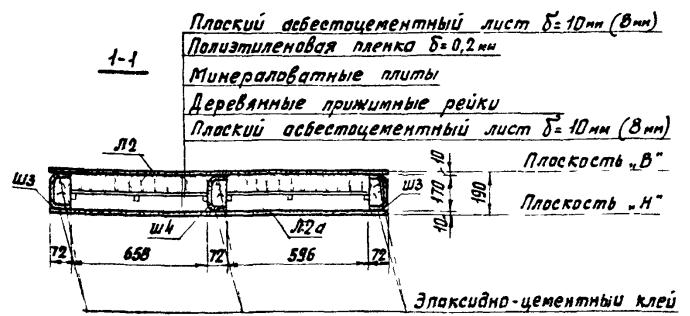 Плоский асбестоцементный лист δ=10мм (8мм)
Полиэтиленовая пленка δ=0,2мм
1-1
Минераловатные плиты
Деревянные прижимные рейки
Плоский асбестоцементный лист δ=10мм (8мм)
Л2
10
Плоскость „В"
Ш3
Ш3
170
190
Плоскость „Н"
Ш4
Л2а
10
72
658
72
596
72
Эпоксидно-цементный клей